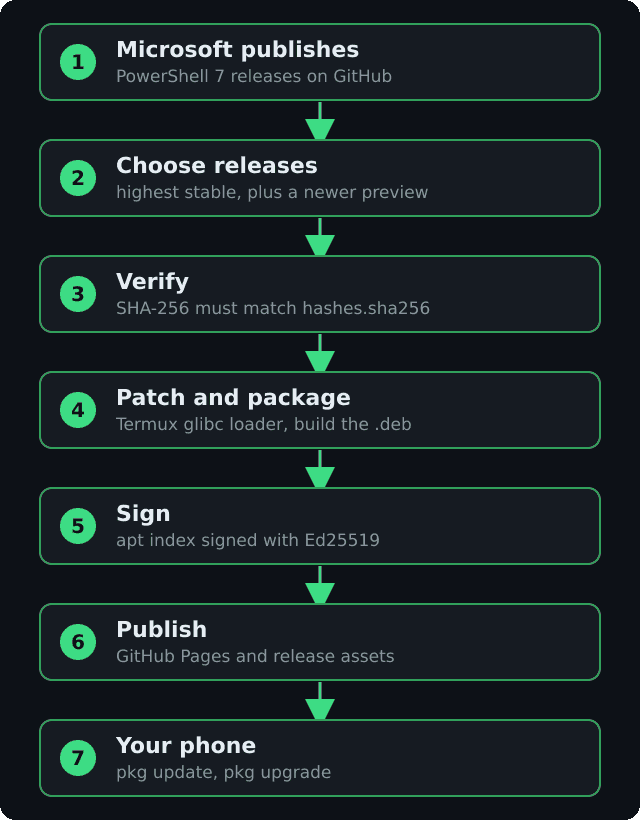 1
Microsoft publishes
PowerShell 7 releases on GitHub
2
Choose releases
highest stable, plus a newer preview
3
Verify
SHA-256 must match hashes.sha256
4
Patch and package
Termux glibc loader, build the .deb
5
Sign
apt index signed with Ed25519
6
Publish
GitHub Pages and release assets
7
Your phone
pkg update, pkg upgrade